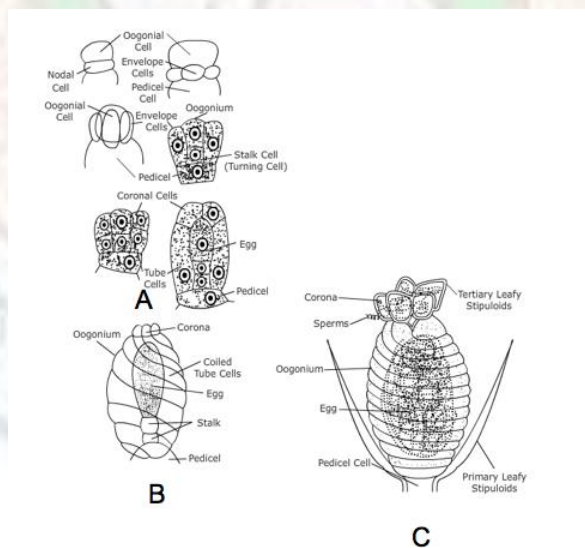 Oogonial
Cell
Envelope
Cells
Nodal
Cell
Pedicel
Cell
Oogonial
Cell
Envelope
Cells
Oogonium
Stalk Cell
(Turning Cell)
Pedicel
Coronal Cells
Egg
Tube
Cells
Pedicel
A
Corona
Oogonium
Coiled
Tube Cells
Egg
Stalk
Pedicel
B
Corona
Tertiary Leafy
Stipuloids
Sperms
Oogonium
Egg
Pedicel Cell
Primary Leafy
Stipuloids
C